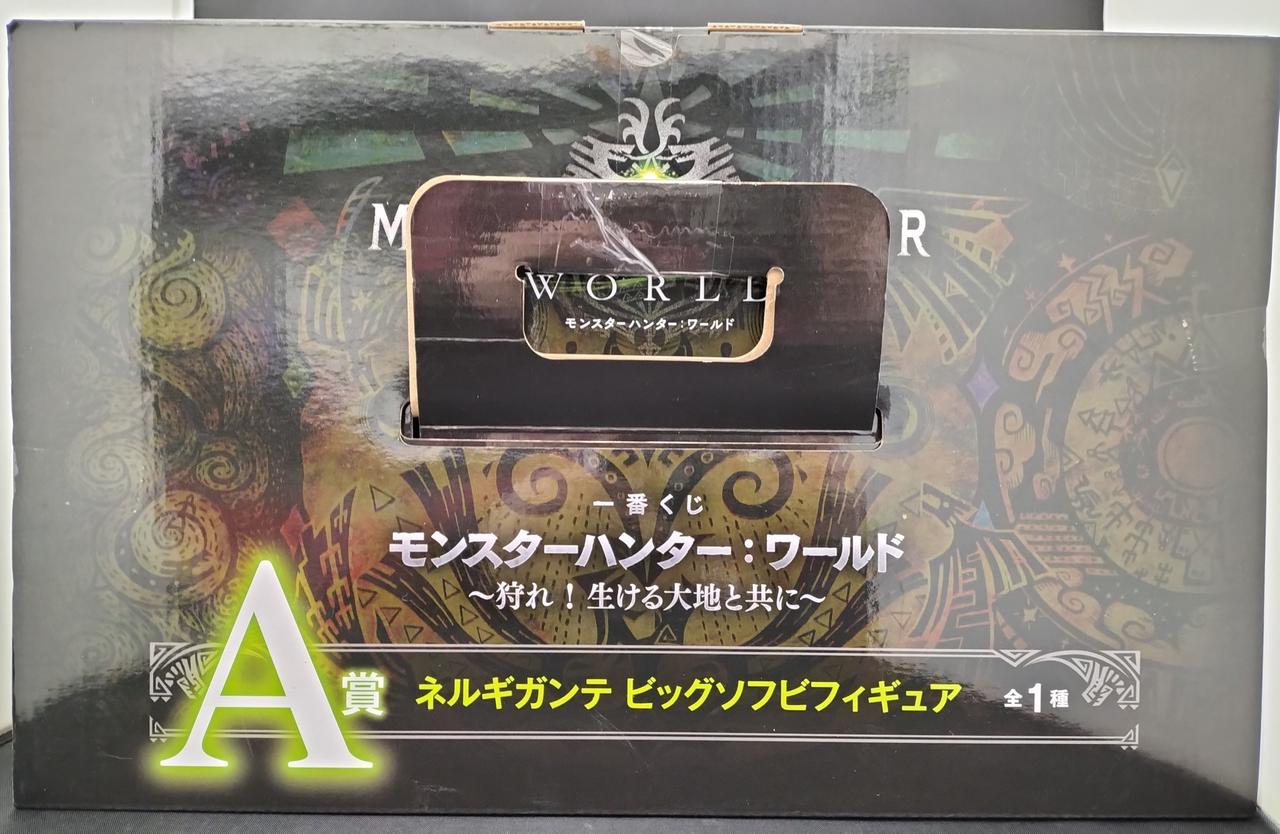 M R
WORLD
モンスターハンター:ワールド
一番くじ
モンスターハンター:ワールド
～狩れ!生ける大地と共に～
A賞 ネルギガンテ ビッグソフビフィギュア 全1種